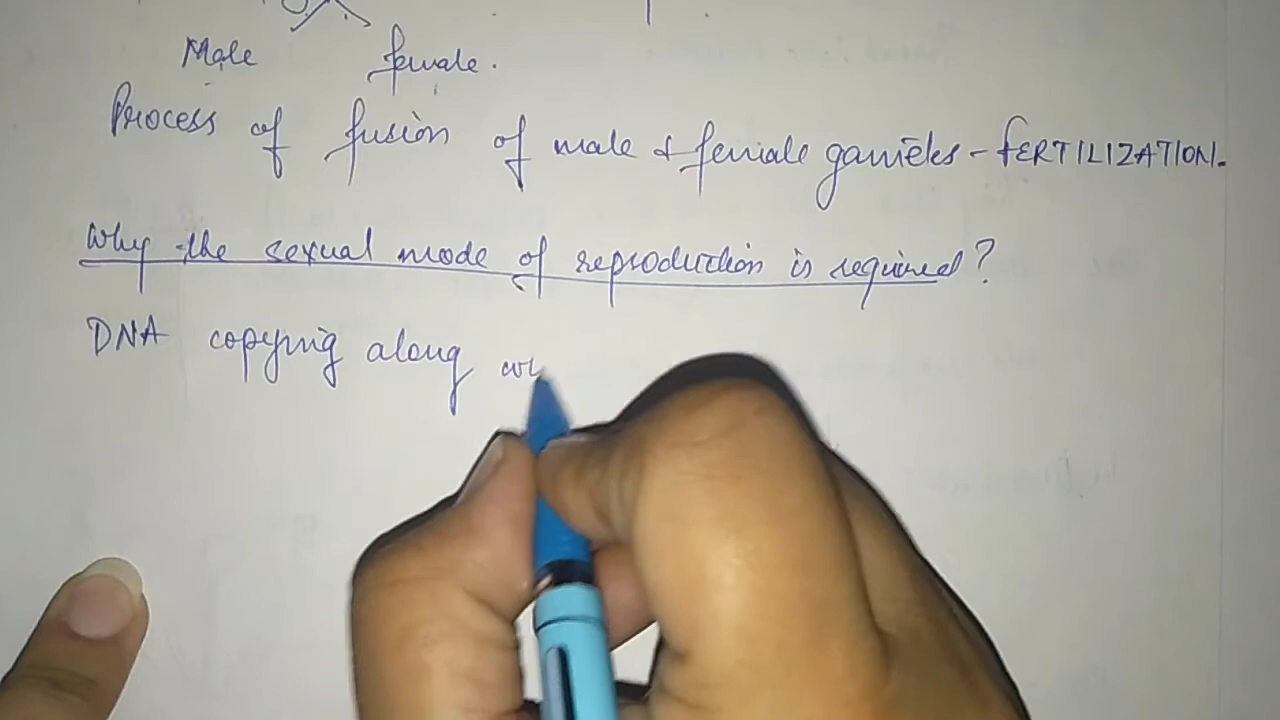 Male female.
Process of fusion of male & female gametes - FERTILIZATION.
Why the sexual mode of reproduction is required?
DNA copying along